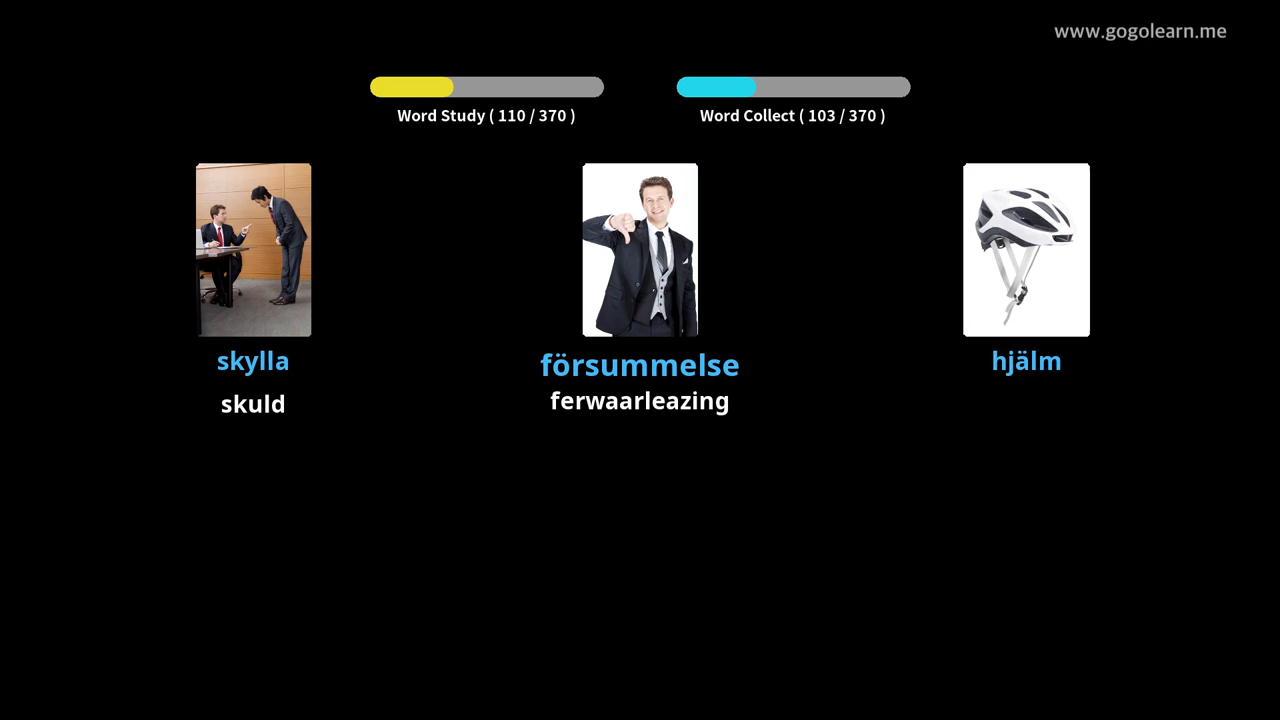 www.gogolearn.me
Word Study ( 110 / 370 )
Word Collect ( 103 / 370 )
skylla
försummelse
hjälm
skuld
ferwaarleazing